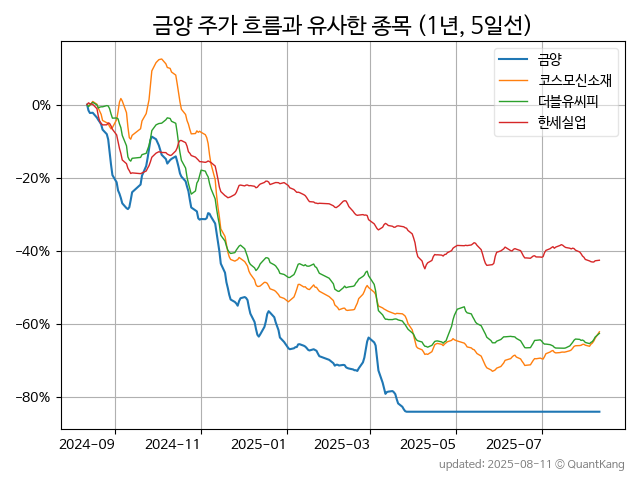 금양 주가 흐름과 유사한 종목 (1년, 5일선)
금양
코스모신소재
더블유씨피
한세실업
0%
−20%
−40%
−60%
−80%
2024−09
2024−11
2025−01
2025−03
2025−05
2025−07
updated: 2025-08-11 © QuantKang